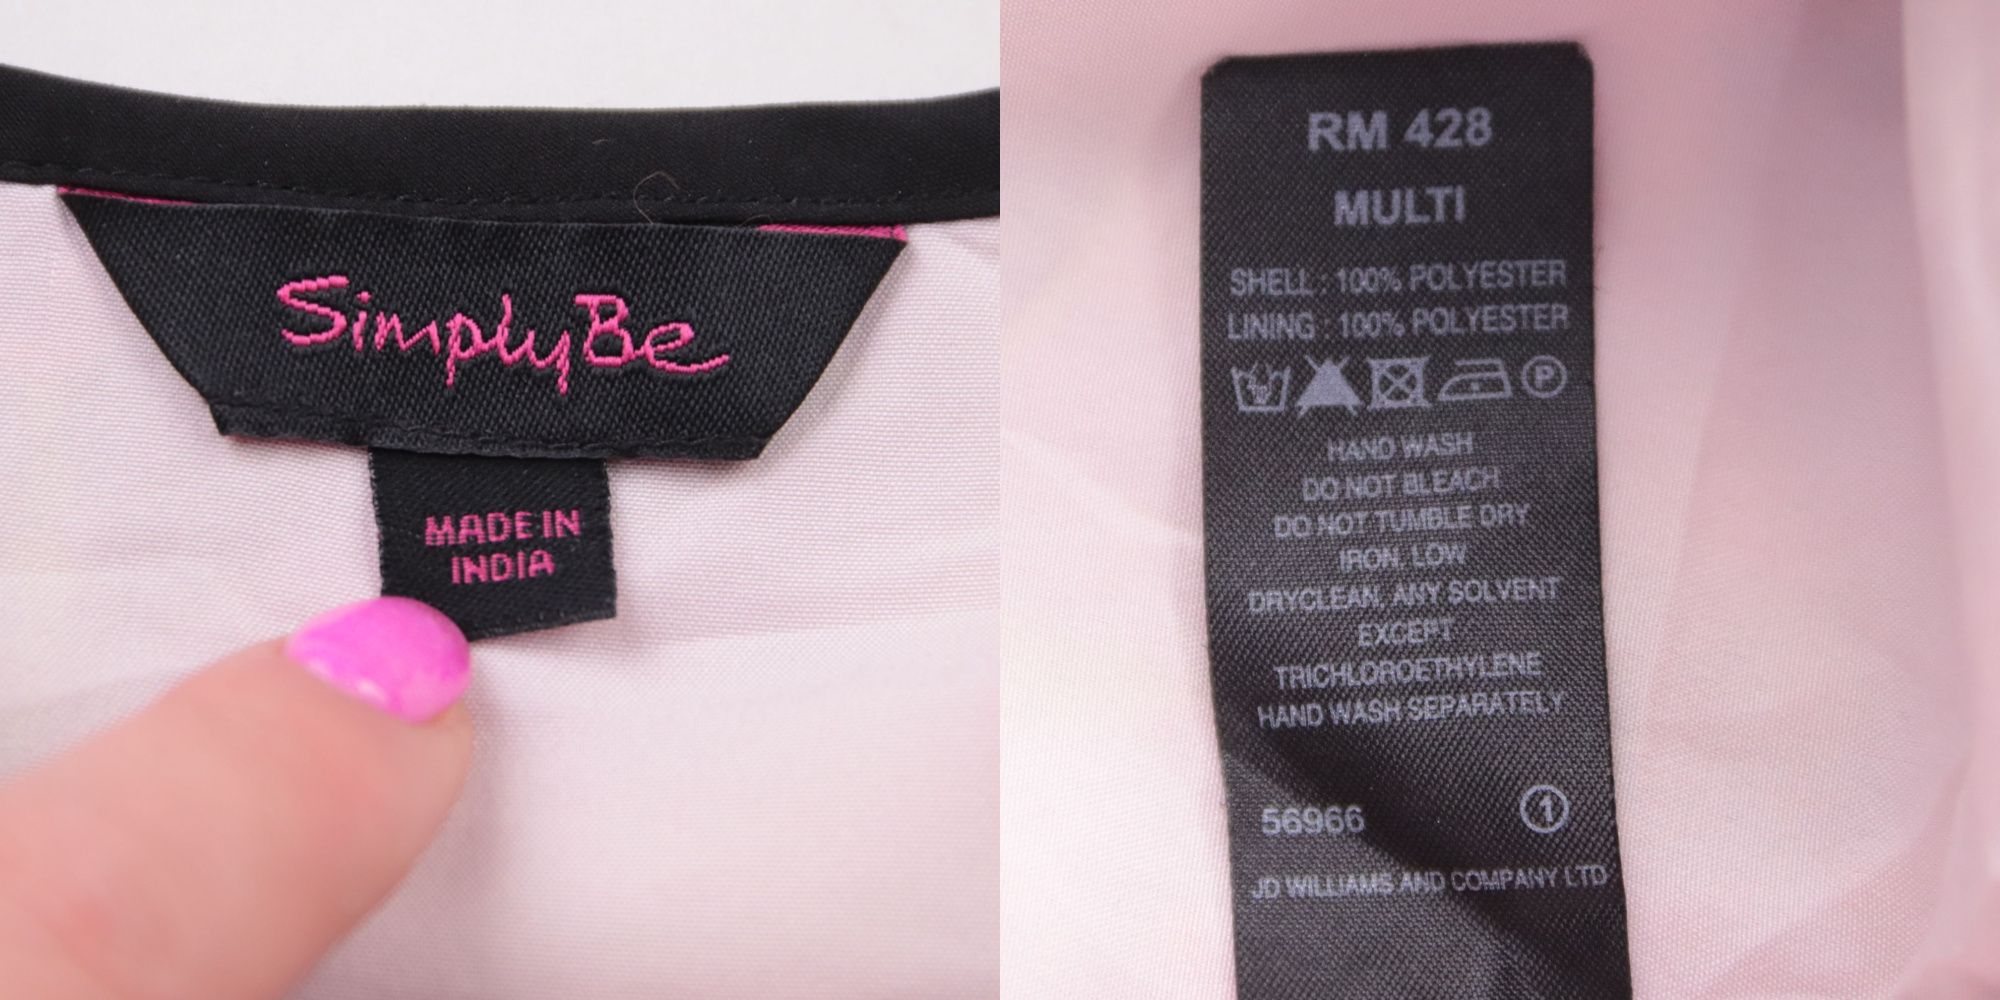 SimplyBe
MADE IN
INDIA
RM 428
MULTI
SHELL : 100% POLYESTER
LINING : 100% POLYESTER
P
HAND WASH
DO NOT BLEACH
DO NOT TUMBLE DRY
IRON, LOW
DRYCLEAN, ANY SOLVENT
EXCEPT
TRICHLOROETHYLENE
HAND WASH SEPARATELY
56966 1
JD WILLIAMS AND COMPANY LTD